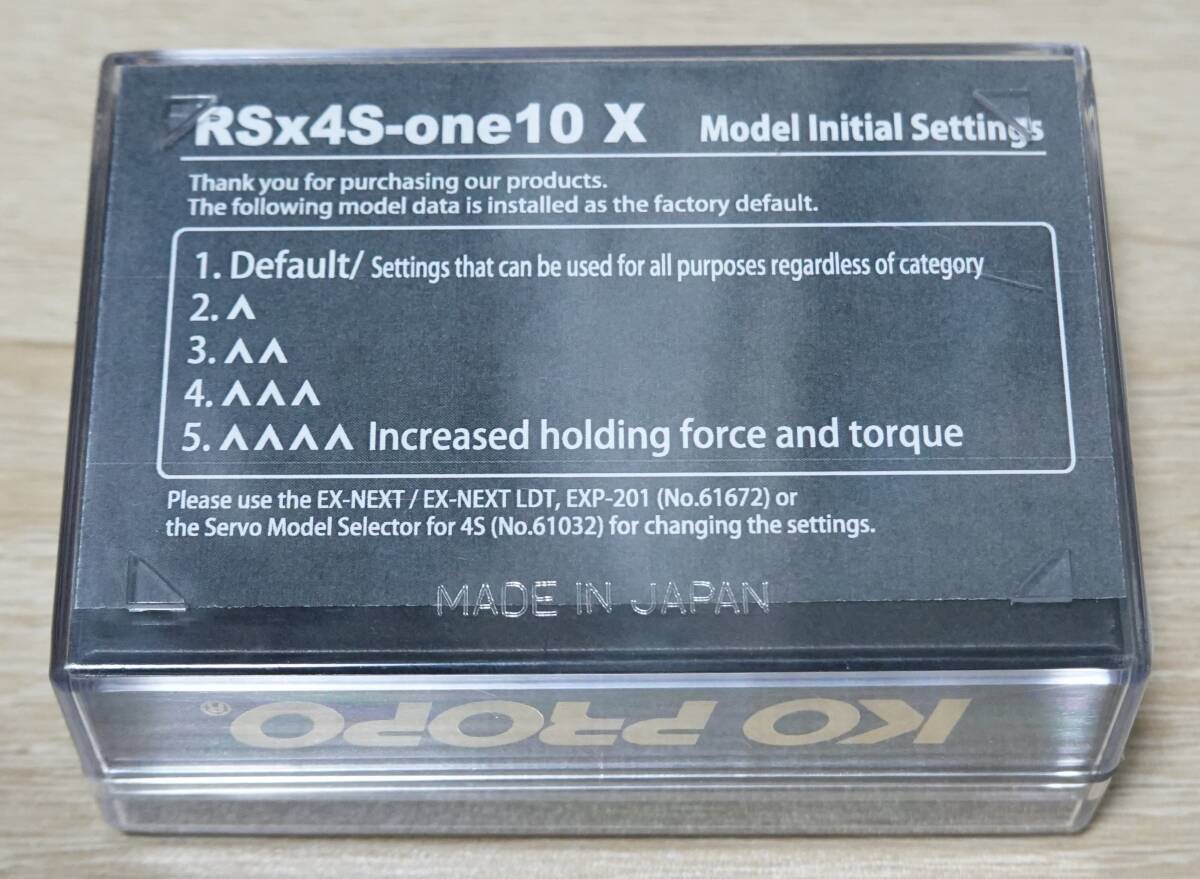 RSx4S-one10 X Model Initial Settings
Thank you for purchasing our products.
The following model data is installed as the factory default.
1. Default/ Settings that can be used for all purposes regardless of category
2. ∧
3. ∧∧
4. ∧∧∧
5. ∧∧∧∧ Increased holding force and torque
Please use the EX-NEXT / EX-NEXT LDT, EXP-201 (No.61672) or
the Servo Model Selector for 4S (No.61032) for changing the settings.
MADE IN JAPAN
KO PROPO®